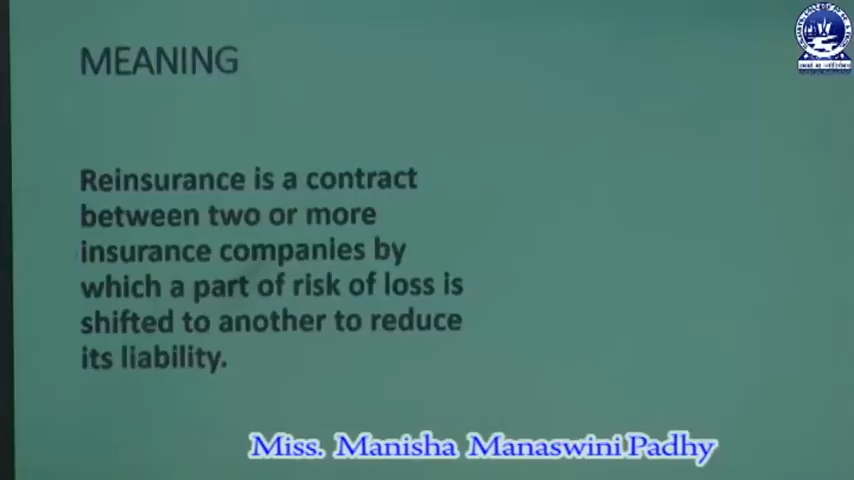 MEANING
Reinsurance is a contract
between two or more
insurance companies by
which a part of risk of loss is
shifted to another to reduce
its liability.
Miss. Manisha Manaswini Padhy